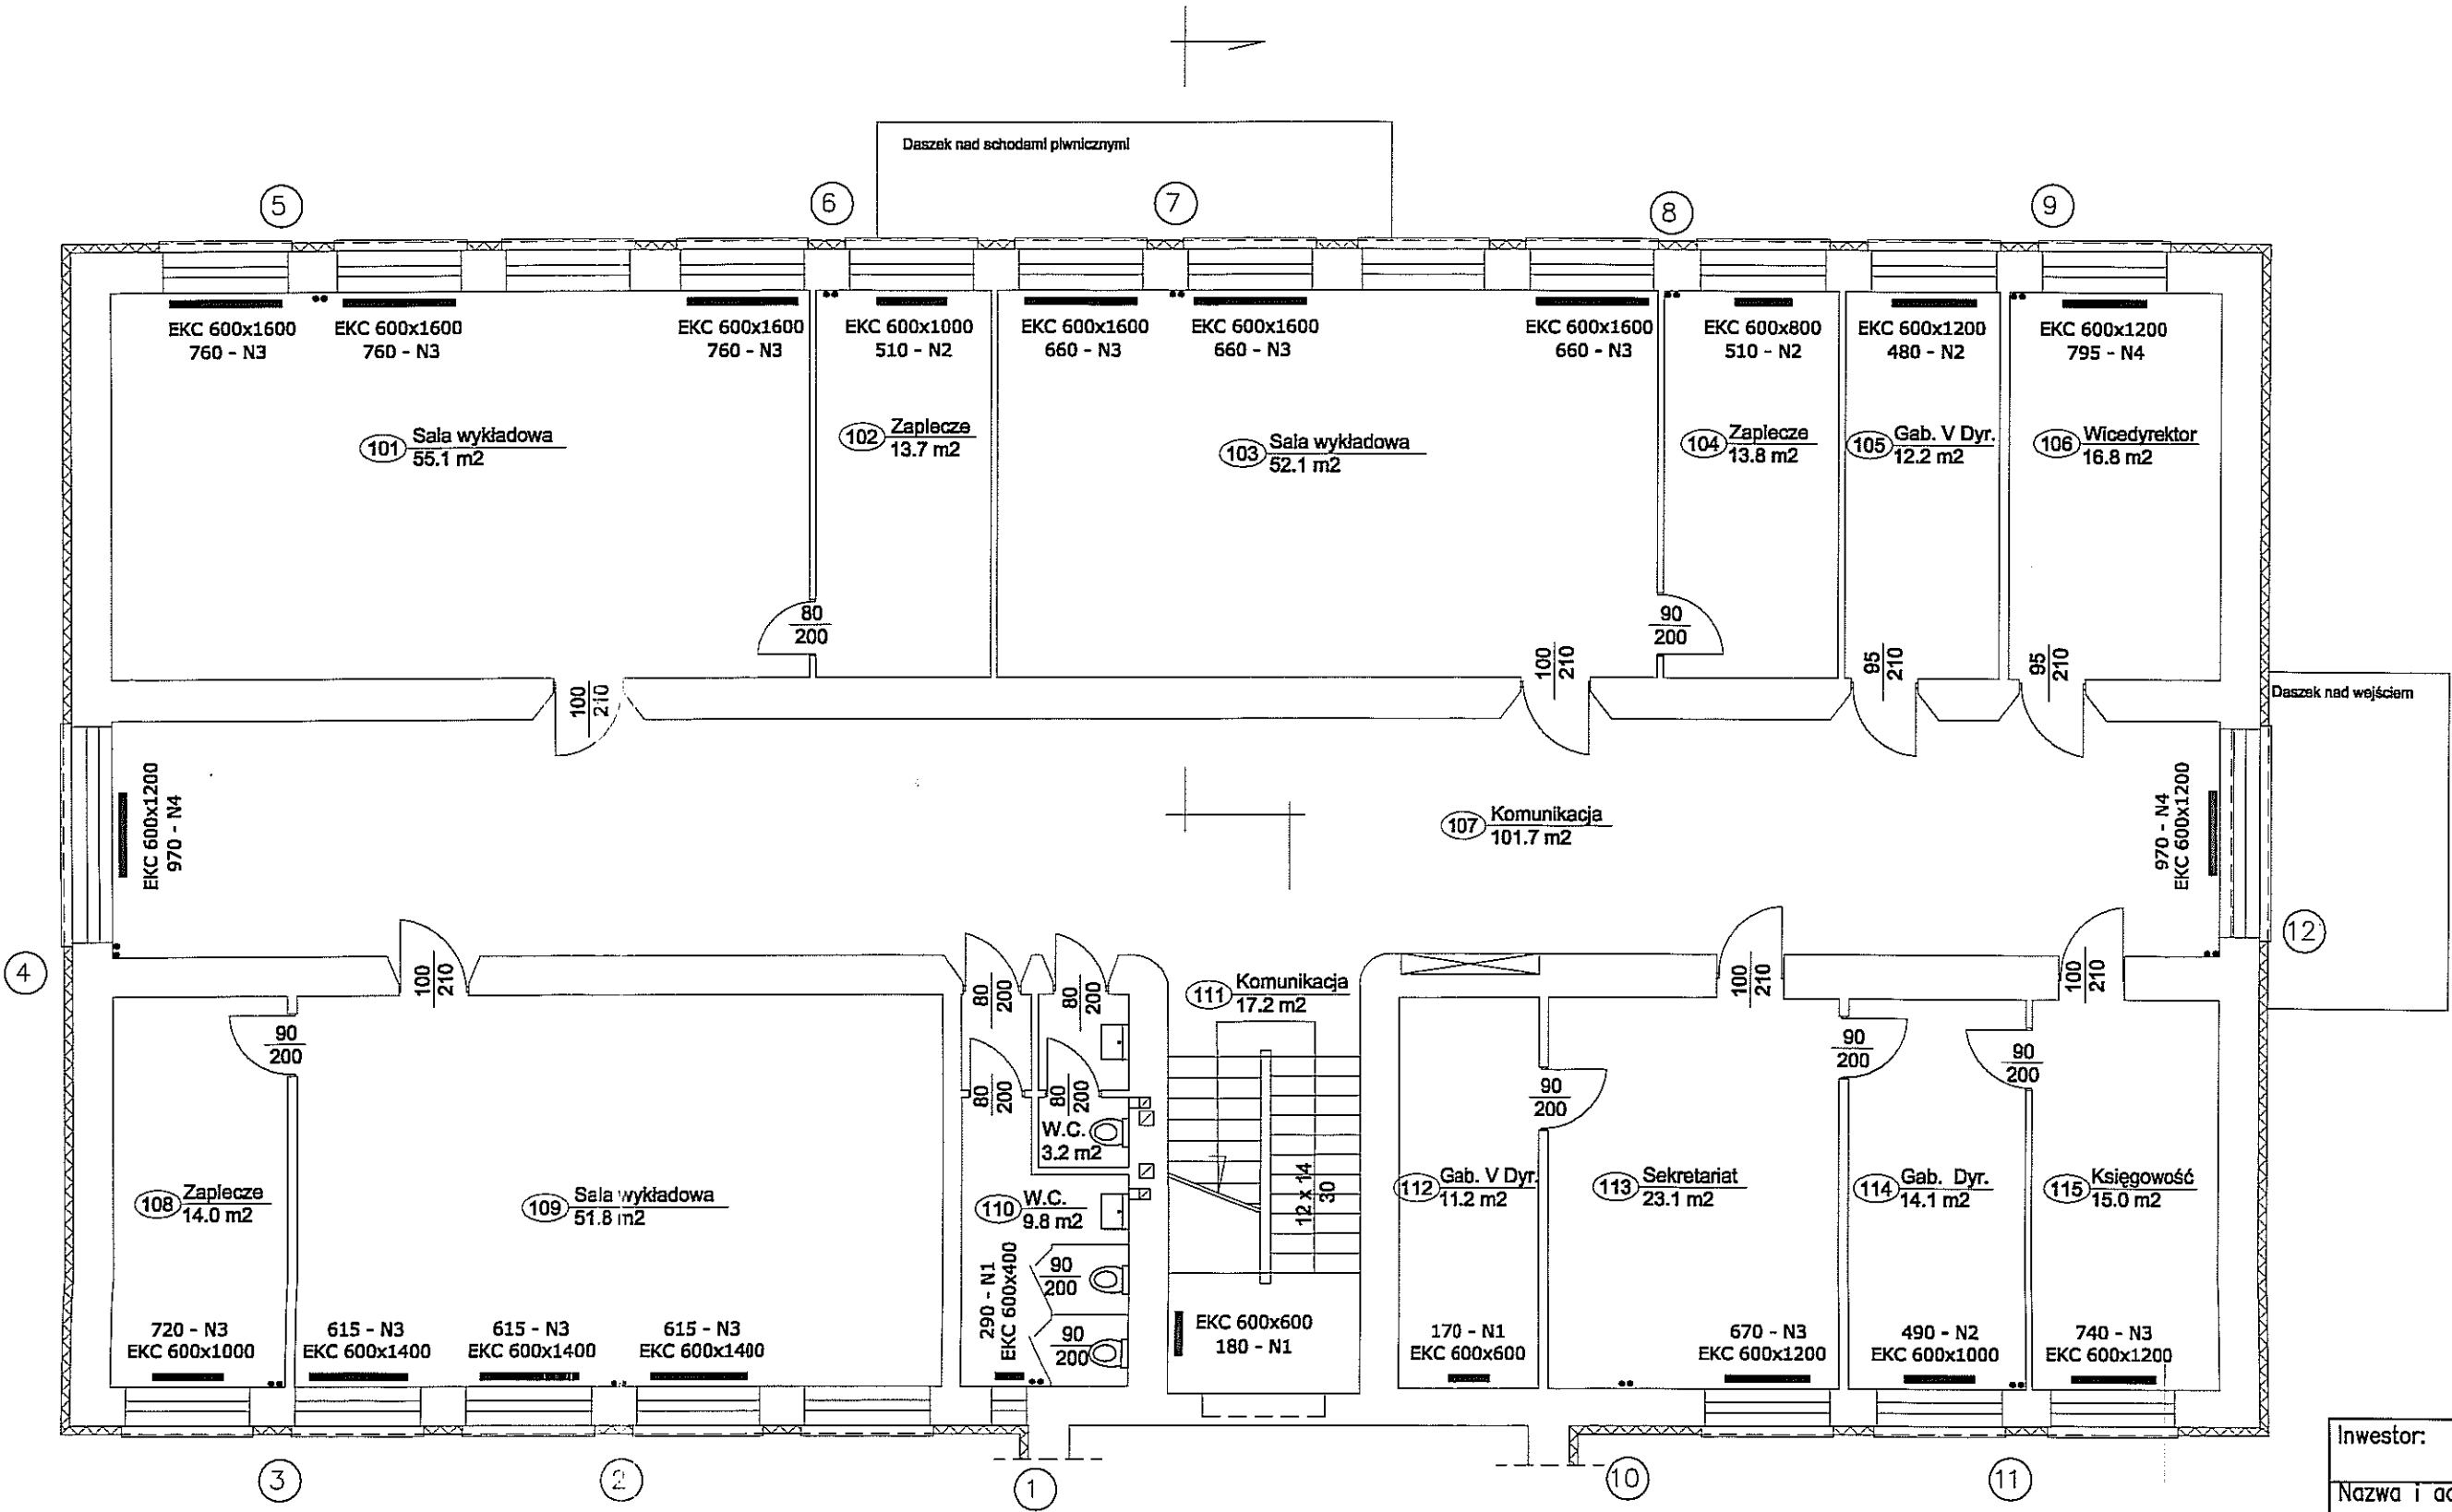 Daszek nad schodami piwnicznymi
5
6
7
8
9
EKC 600x1600
760 - N3
EKC 600x1600
760 - N3
EKC 600x1600
760 - N3
EKC 600x1000
510 - N2
EKC 600x1600
660 - N3
EKC 600x1600
660 - N3
EKC 600x1600
660 - N3
EKC 600x800
510 - N2
EKC 600x1200
480 - N2
EKC 600x1200
795 - N4
101 Sala wykładowa
55.1 m2
102 Zaplecze
13.7 m2
103 Sala wykładowa
52.1 m2
104 Zaplecze
13.8 m2
105 Gab. V Dyr.
12.2 m2
106 Wicedyrektor
16.8 m2
80
200
90
200
100
210
100
210
95
210
95
210
Daszek nad wejściem
EKC 600x1200
970 - N4
107 Komunikacja
101.7 m2
970 - N4
EKC 600x1200
4
12
100
210
80
200
80
200
111 Komunikacja
17.2 m2
100
210
100
210
90
200
80
200
80
200
90
200
90
200
90
200
W.C.
3.2 m2
108 Zaplecze
14.0 m2
109 Sala wykładowa
51.8 m2
110 W.C.
9.8 m2
12 x 14
30
112 Gab. V Dyr.
11.2 m2
113 Sekretariat
23.1 m2
114 Gab. Dyr.
14.1 m2
115 Księgowość
15.0 m2
290 - N1
EKC 600x400
90
200
90
200
720 - N3
EKC 600x1000
615 - N3
EKC 600x1400
615 - N3
EKC 600x1400
615 - N3
EKC 600x1400
EKC 600x600
180 - N1
170 - N1
EKC 600x600
670 - N3
EKC 600x1200
490 - N2
EKC 600x1000
740 - N3
EKC 600x1200
3
2
1
10
11
Inwestor:
Nazwa i